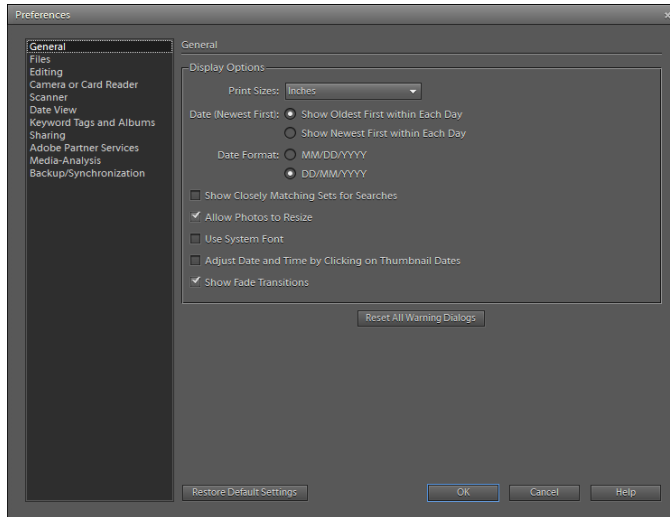 Preferences
General
Files
Editing
Camera or Card Reader
Scanner
Date View
Keyword Tags and Albums
Sharing
Adobe Partner Services
Media-Analysis
Backup/Synchronization
General
Display Options
Print Sizes: Inches
Date (Newest First): Show Oldest First within Each Day
Show Newest First within Each Day
Date Format: MM/DD/YYYY
DD/MM/YYYY
Show Closely Matching Sets for Searches
Allow Photos to Resize
Use System Font
Adjust Date and Time by Clicking on Thumbnail Dates
Show Fade Transitions
Reset All Warning Dialogs
Restore Default Settings OK Cancel Help